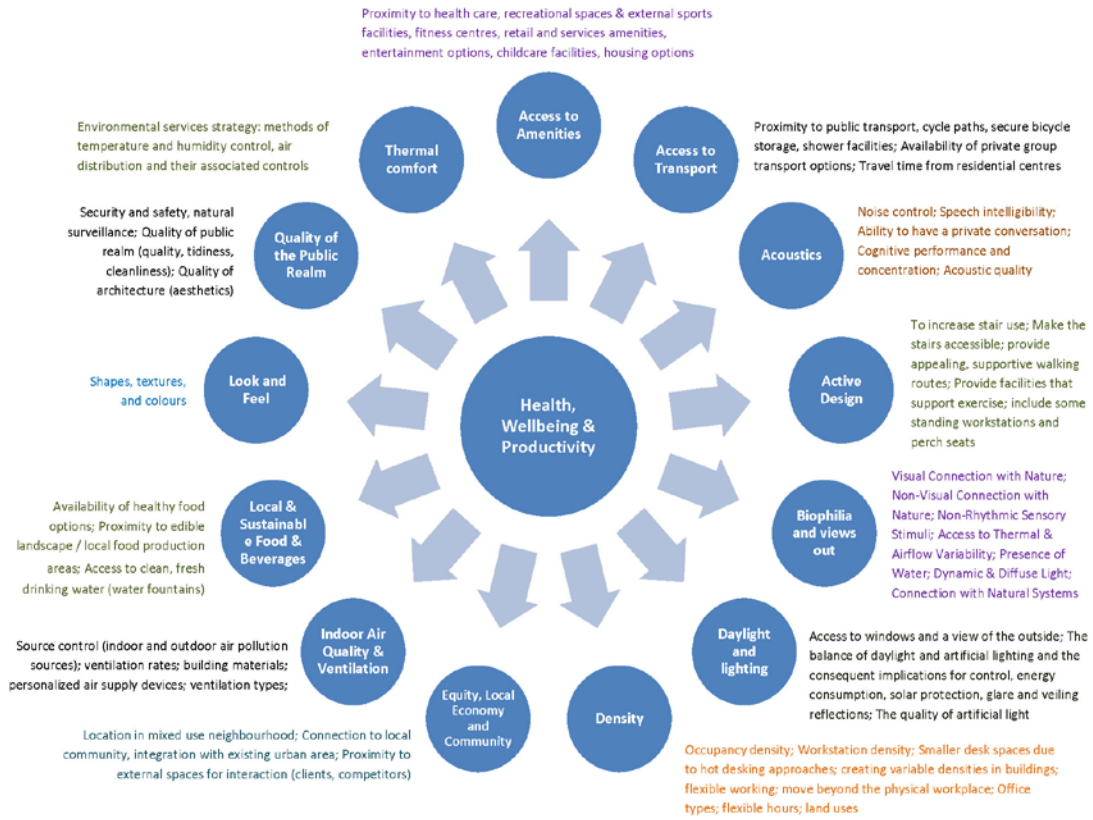 Proximity to health care, recreational spaces & external sports
facilities, fitness centres, retail and services amenities,
entertainment options, childcare facilities, housing options
Access to
Amenities
Access to
Transport
Proximity to public transport, cycle paths, secure bicycle
storage, shower facilities; Availability of private group
transport options; Travel time from residential centres
Acoustics
Noise control; Speech intelligibility;
Ability to have a private conversation;
Cognitive performance and
concentration; Acoustic quality
Active
Design
To increase stair use; Make the
stairs accessible; provide
appealing, supportive walking
routes; Provide facilities that
support exercise; include some
standing workstations and
perch seats
Biophilia
and views
out
Visual Connection with Nature;
Non-Visual Connection with
Nature; Non-Rhythmic Sensory
Stimuli; Access to Thermal &
Airflow Variability; Presence of
Water; Dynamic & Diffuse Light;
Connection with Natural Systems
Daylight
and
lighting
Access to windows and a view of the outside; The
balance of daylight and artificial lighting and the
consequent implications for control, energy
consumption, solar protection, glare and veiling
reflections; The quality of artificial light
Density
Occupancy density; Workstation density; Smaller desk spaces due
to hot desking approaches; creating variable densities in buildings;
flexible working; move beyond the physical workplace; Office
types; flexible hours; land uses
Equity, Local
Economy
and
Community
Location in mixed use neighbourhood; Connection to local
community, integration with existing urban area; Proximity to
external spaces for interaction (clients, competitors)
Indoor Air
Quality &
Ventilation
Source control (indoor and outdoor air pollution
sources); ventilation rates; building materials;
personalized air supply devices; ventilation types;
Local &
Sustainabl
e Food &
Beverages
Availability of healthy food
options; Proximity to edible
landscape / local food production
areas; Access to clean, fresh
drinking water (water fountains)
Look and
Feel
Shapes, textures,
and colours
Quality of
the Public
Realm
Security and safety, natural
surveillance; Quality of public
realm (quality, tidiness,
cleanliness); Quality of
architecture (aesthetics)
Thermal
comfort
Environmental services strategy: methods of
temperature and humidity control, air
distribution and their associated controls
Health,
Wellbeing &
Productivity